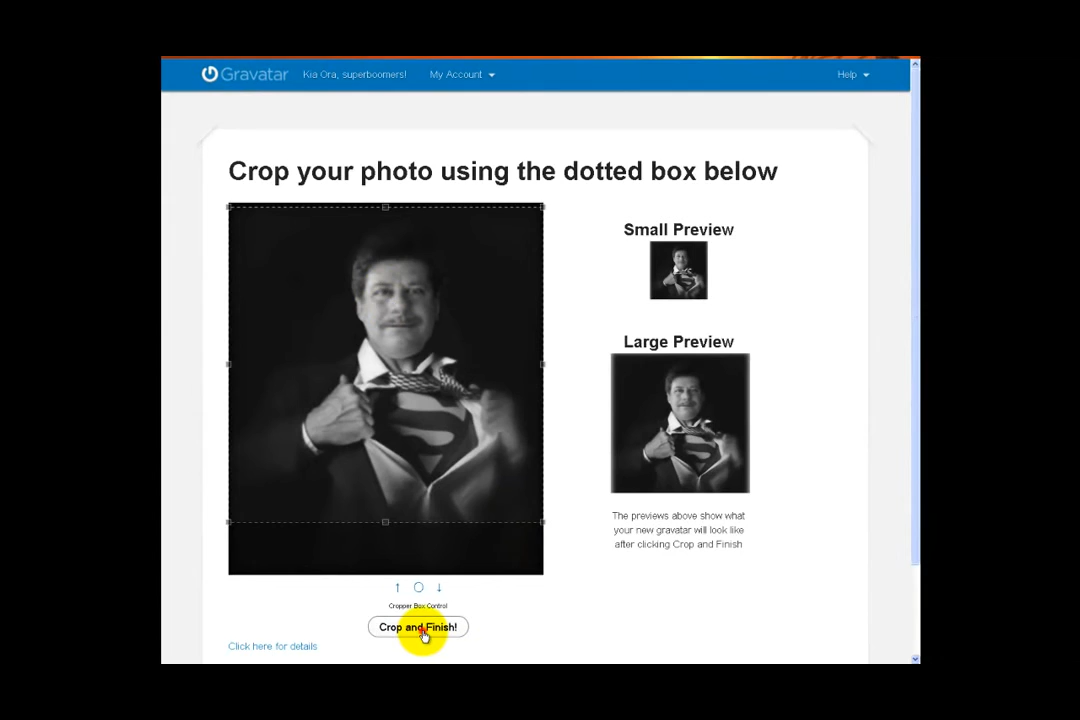 Gravatar Kia Ora, superboomers! My Account Help
Crop your photo using the dotted box below
Small Preview
Large Preview
The previews above show what
your new gravatar will look like
after clicking Crop and Finish
Cropper Box Control
Crop and Finish!
Click here for details